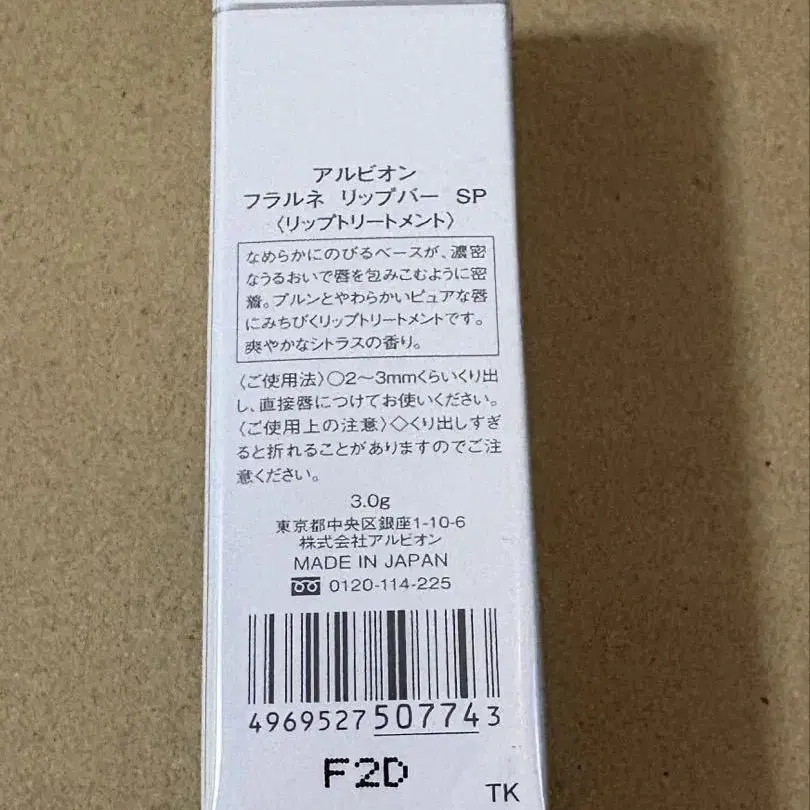 アルビオン
フラルネ リップバー SP
〈リップトリートメント〉
なめらかにのびるベースが、濃密
なうるおいで唇を包みこむように密
着。プルンとやわらかいピュアな唇
にみちびくリップトリートメントです。
爽やかなシトラスの香り。
〈ご使用法〉○2～3mmくらいくり出
し、直接唇につけてお使いください。
〈ご使用上の注意〉◇くり出しすぎ
ると折れることがありますのでご注
意ください。
3.0g
東京都中央区銀座1-10-6
株式会社アルビオン
MADE IN JAPAN
0120-114-225
4969527507743
F2D
TK